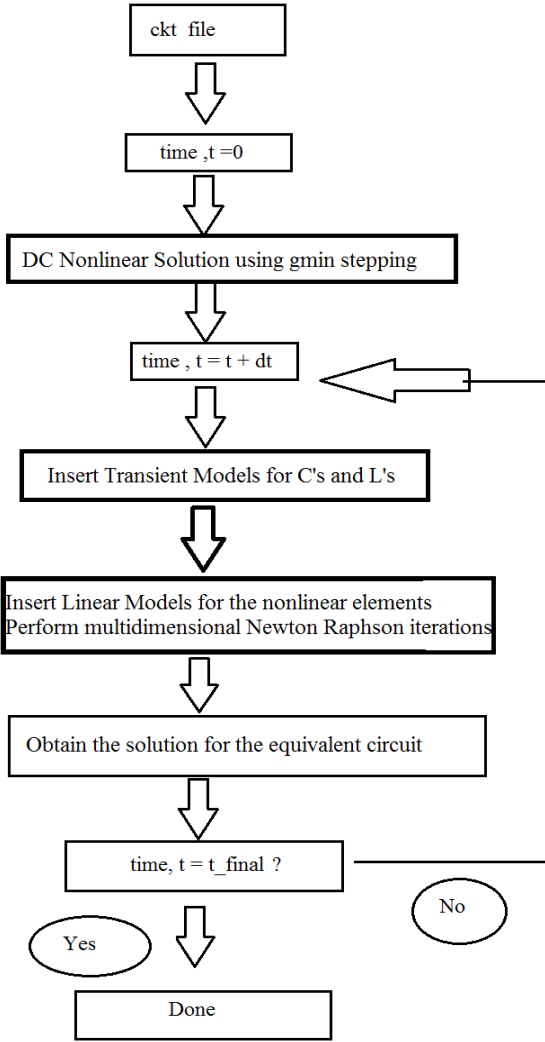 ckt file
time ,t =0
DC Nonlinear Solution using gmin stepping
time , t = t + dt
Insert Transient Models for C's and L's
Insert Linear Models for the nonlinear elements
Perform multidimensional Newton Raphson iterations
Obtain the solution for the equivalent circuit
time, t = t_final ?
No
Yes
Done